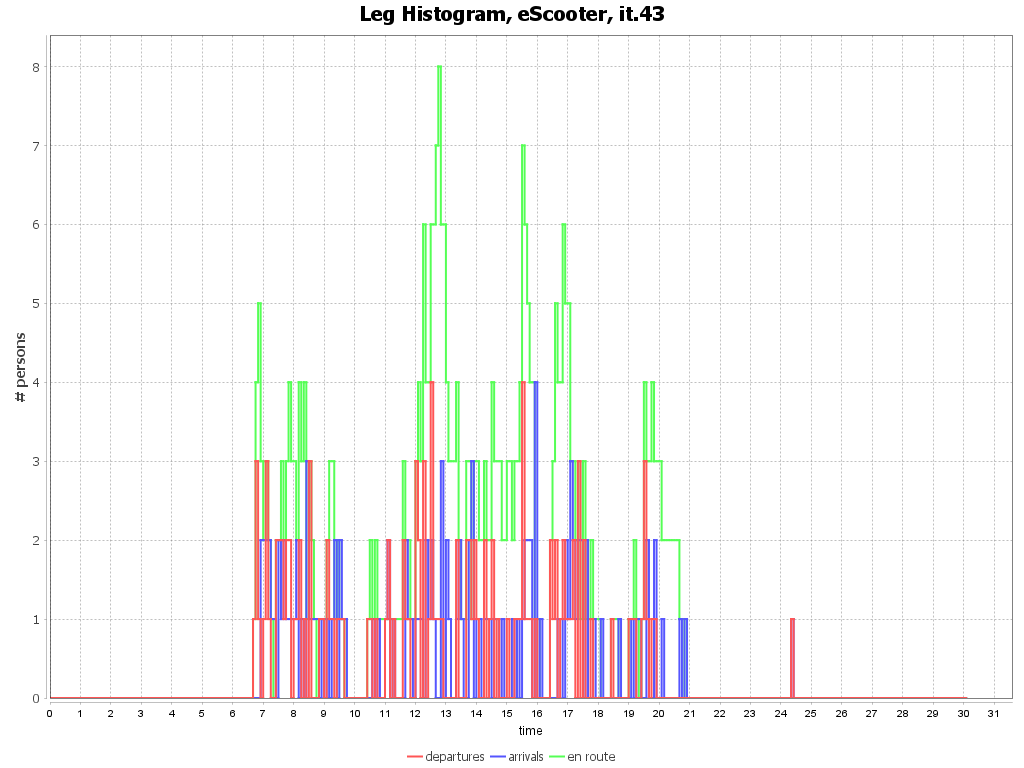 Leg Histogram, eScooter, it.43
# persons
8
7
6
5
4
3
2
1
0
0 1 2 3 4 5 6 7 8 9 10 11 12 13 14 15 16 17 18 19 20 21 22 23 24 25 26 27 28 29 30 31
time
departures arrivals en route